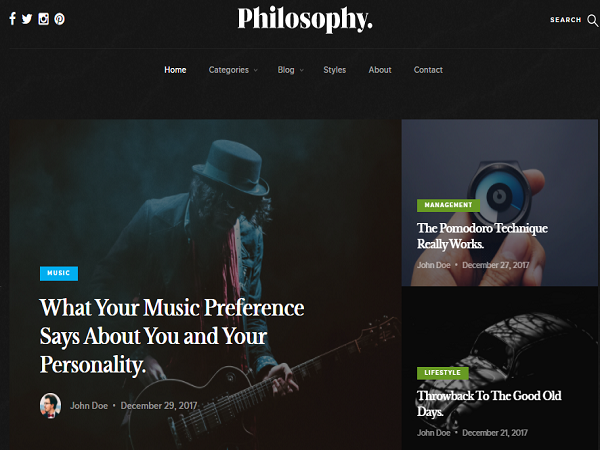 Philosophy.
SEARCH
Home Categories Blog Styles About Contact
MUSIC
What Your Music Preference
Says About You and Your
Personality.
John Doe • December 29, 2017
MANAGEMENT
The Pomodoro Technique
Really Works.
John Doe • December 27, 2017
LIFESTYLE
Throwback To The Good Old
Days.
John Doe • December 21, 2017